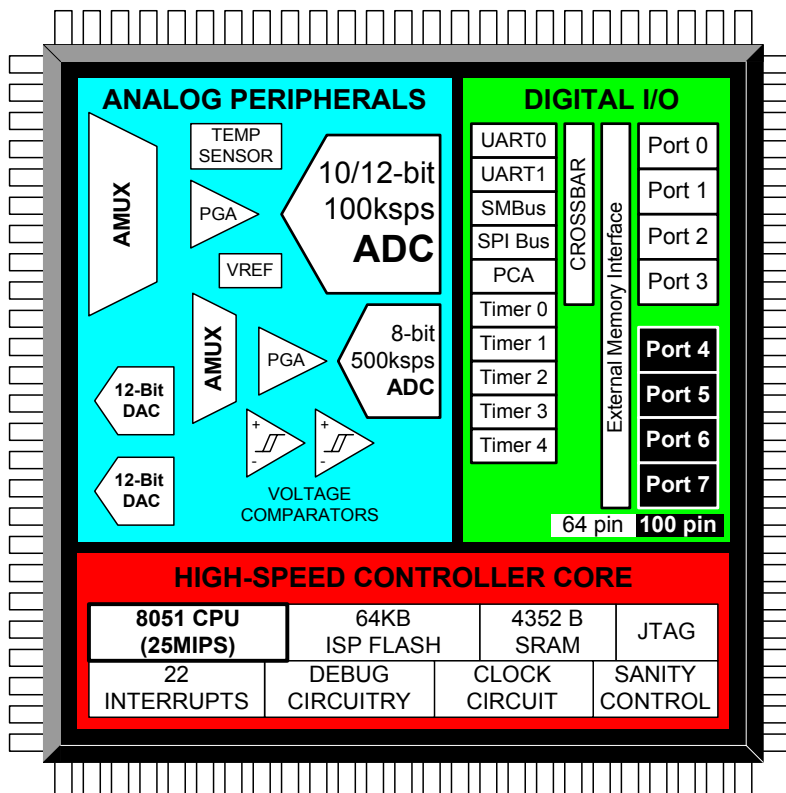 ANALOG PERIPHERALS
AMUX
TEMP
SENSOR
PGA
VREF
10/12-bit
100ksps
ADC
AMUX
PGA
8-bit
500ksps
ADC
12-Bit
DAC
12-Bit
DAC
+
-
+
-
VOLTAGE
COMPARATORS
DIGITAL I/O
UART0
UART1
SMBus
SPI Bus
PCA
Timer 0
Timer 1
Timer 2
Timer 3
Timer 4
CROSSBAR
External Memory Interface
Port 0
Port 1
Port 2
Port 3
Port 4
Port 5
Port 6
Port 7
64 pin 100 pin
HIGH-SPEED CONTROLLER CORE
8051 CPU
(25MIPS)
64KB
ISP FLASH
4352 B
SRAM
JTAG
22
INTERRUPTS
DEBUG
CIRCUITRY
CLOCK
CIRCUIT
SANITY
CONTROL